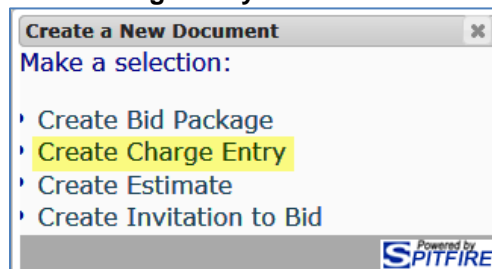 Create a New Document
Make a selection:
Create Bid Package
Create Charge Entry
Create Estimate
Create Invitation to Bid
Powered by
SPITFIRE